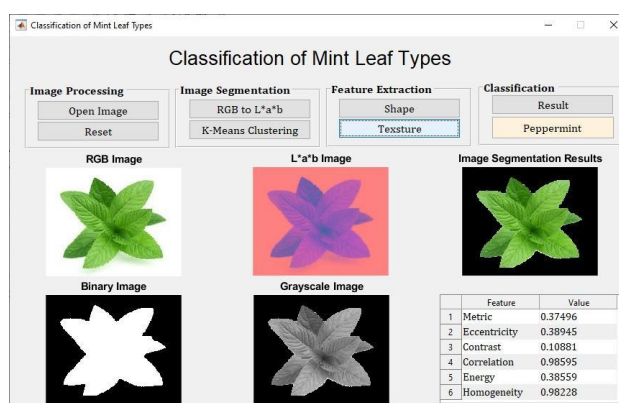 Classification of Mint Leaf Types
Classification of Mint Leaf Types
Image Processing
Open Image
Reset
Image Segmentation
RGB to L*a*b
K-Means Clustering
Feature Extraction
Shape
Texsture
Classification
Result
Peppermint
RGB Image
L*a*b Image
Image Segmentation Results
Binary Image
Grayscale Image
Feature Value
1 Metric 0.37496
2 Eccentricity 0.38945
3 Contrast 0.10881
4 Correlation 0.98595
5 Energy 0.38559
6 Homogeneity 0.98228